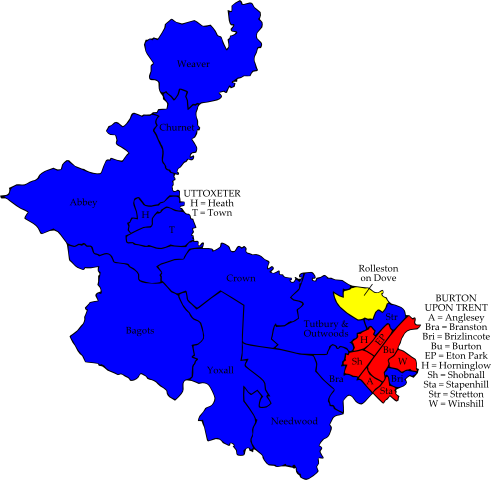 Weaver
Churnet
Abbey
UTTOXETER
H = Heath
T = Town
H
T
Crown
Rolleston
on Dove
Bagots
Tutbury &
Outwoods
Str
BURTON
UPON TRENT
A = Anglesey
Bra = Branston
Bri = Brizlincote
Bu = Burton
EP = Eton Park
H = Horninglow
Sh = Shobnall
Sta = Stapenhill
Str = Stretton
W = Winshill
H
EP
Bu
Sh
W
Yoxall
Bra
A
Bri
Sta
Needwood